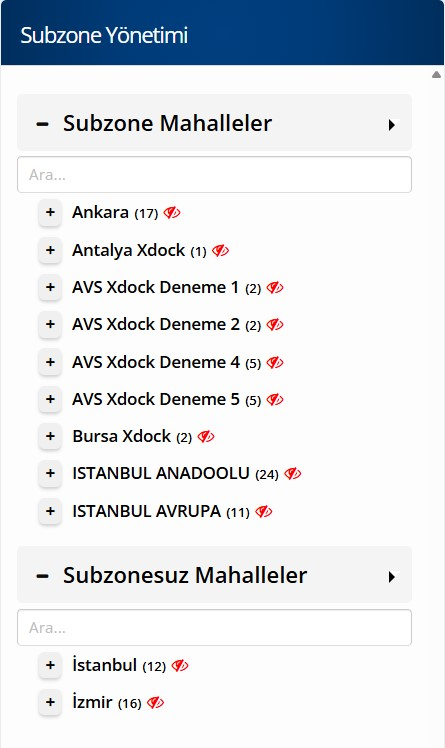 Subzone Yönetimi
− Subzone Mahalleler
Ara...
+ Ankara (17)
+ Antalya Xdock (1)
+ AVS Xdock Deneme 1 (2)
+ AVS Xdock Deneme 2 (2)
+ AVS Xdock Deneme 4 (5)
+ AVS Xdock Deneme 5 (5)
+ Bursa Xdock (2)
+ ISTANBUL ANADOOLU (24)
+ ISTANBUL AVRUPA (11)
− Subzonesuz Mahalleler
Ara...
+ İstanbul (12)
+ İzmir (16)